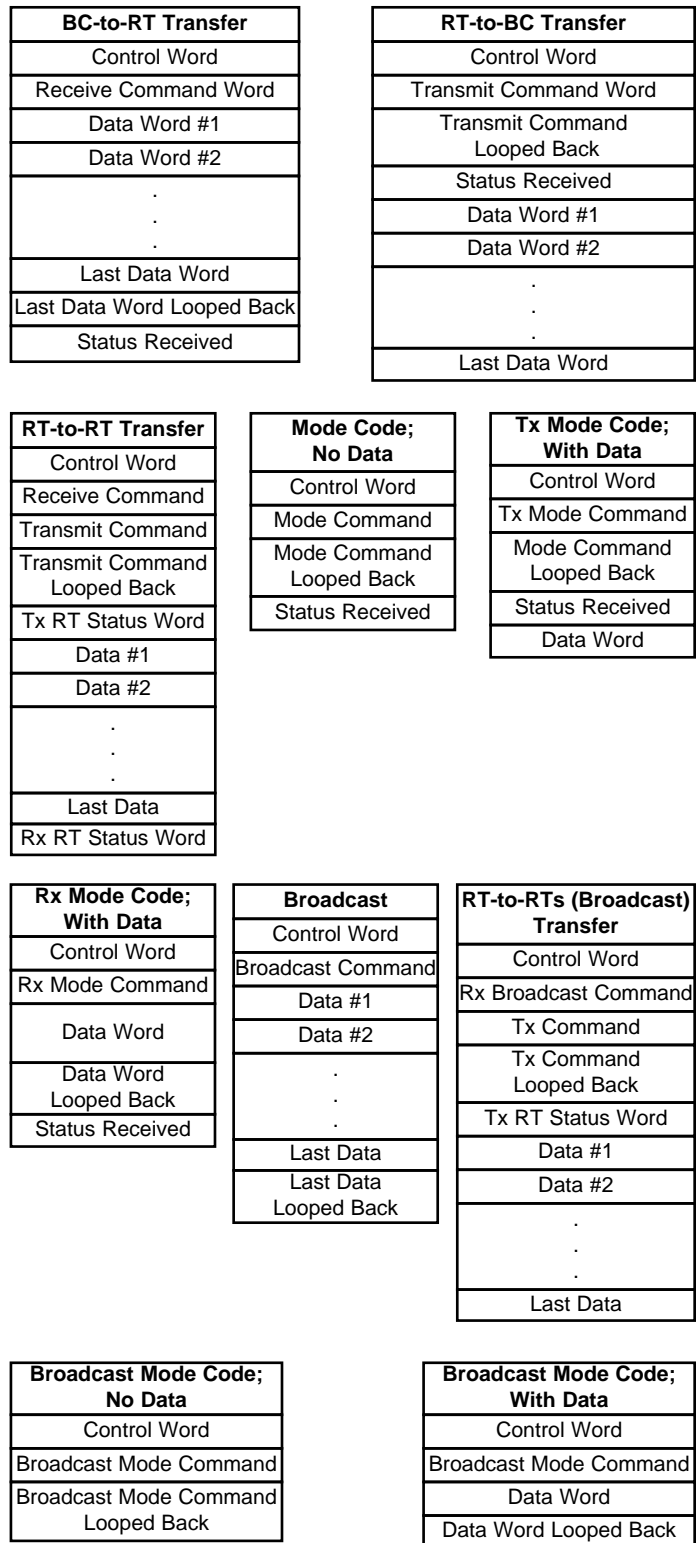 BC-to-RT Transfer
Control Word
Receive Command Word
Data Word #1
Data Word #2
.
.
.
Last Data Word
Last Data Word Looped Back
Status Received
RT-to-BC Transfer
Control Word
Transmit Command Word
Transmit Command
Looped Back
Status Received
Data Word #1
Data Word #2
.
.
.
Last Data Word
RT-to-RT Transfer
Control Word
Receive Command
Transmit Command
Transmit Command
Looped Back
Tx RT Status Word
Data #1
Data #2
.
.
.
Last Data
Rx RT Status Word
Mode Code;
No Data
Control Word
Mode Command
Mode Command
Looped Back
Status Received
Tx Mode Code;
With Data
Control Word
Tx Mode Command
Mode Command
Looped Back
Status Received
Data Word
Rx Mode Code;
With Data
Control Word
Rx Mode Command
Data Word
Data Word
Looped Back
Status Received
Broadcast
Control Word
Broadcast Command
Data #1
Data #2
.
.
.
Last Data
Last Data
Looped Back
RT-to-RTs (Broadcast)
Transfer
Control Word
Rx Broadcast Command
Tx Command
Tx Command
Looped Back
Tx RT Status Word
Data #1
Data #2
.
.
.
Last Data
Broadcast Mode Code;
No Data
Control Word
Broadcast Mode Command
Broadcast Mode Command
Looped Back
Broadcast Mode Code;
With Data
Control Word
Broadcast Mode Command
Data Word
Data Word Looped Back